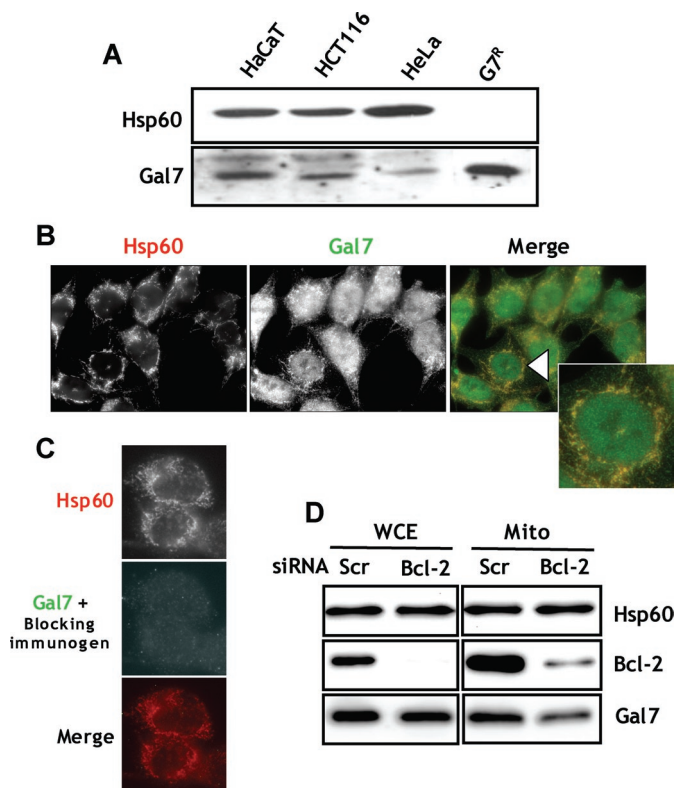 A
HaCaT HCT116 HeLa G7R
Hsp60
Gal7
B
Hsp60 Gal7 Merge
C
Hsp60
Gal7 +
Blocking
immunogen
Merge
D
WCE Mito
siRNA Scr Bcl-2 Scr Bcl-2
Hsp60
Bcl-2
Gal7